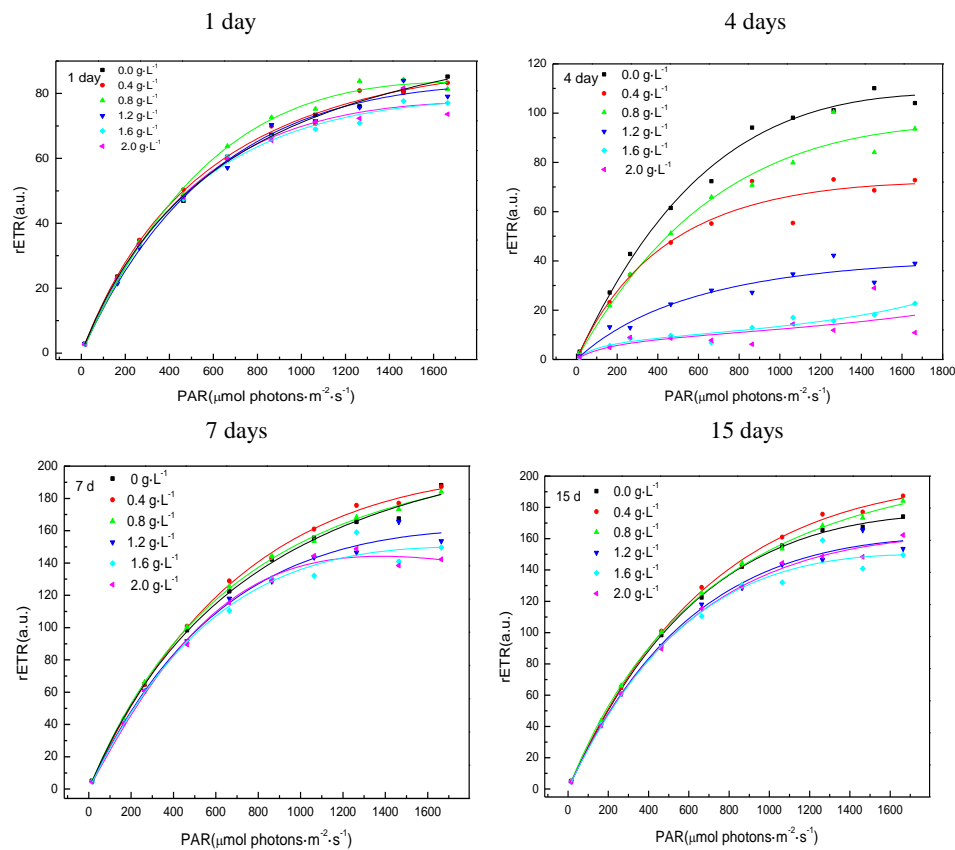 1 day
4 days
1 day
0.0 g·L⁻¹
0.4 g·L⁻¹
0.8 g·L⁻¹
1.2 g·L⁻¹
1.6 g·L⁻¹
2.0 g·L⁻¹
80
60
40
20
0
rETR(a.u.)
0 200 400 600 800 1000 1200 1400 1600
PAR(μmol photons·m⁻²·s⁻¹)
4 day
0.0 g·L⁻¹
0.4 g·L⁻¹
0.8 g·L⁻¹
1.2 g·L⁻¹
1.6 g·L⁻¹
2.0 g·L⁻¹
120
100
80
60
40
20
0
rETR(a.u.)
0 200 400 600 800 1000 1200 1400 1600 1800
PAR(μmol photons·m⁻²·s⁻¹)
7 days
15 days
7 d
0 g·L⁻¹
0.4 g·L⁻¹
0.8 g·L⁻¹
1.2 g·L⁻¹
1.6 g·L⁻¹
2.0 g·L⁻¹
200
180
160
140
120
100
80
60
40
20
0
rETR(a.u.)
0 200 400 600 800 1000 1200 1400 1600
PAR(μmol photons·m⁻²·s⁻¹)
15 d
0.0 g·L⁻¹
0.4 g·L⁻¹
0.8 g·L⁻¹
1.2 g·L⁻¹
1.6 g·L⁻¹
2.0 g·L⁻¹
200
180
160
140
120
100
80
60
40
20
0
rETR(a.u.)
0 200 400 600 800 1000 1200 1400 1600
PAR(μmol photons·m⁻²·s⁻¹)